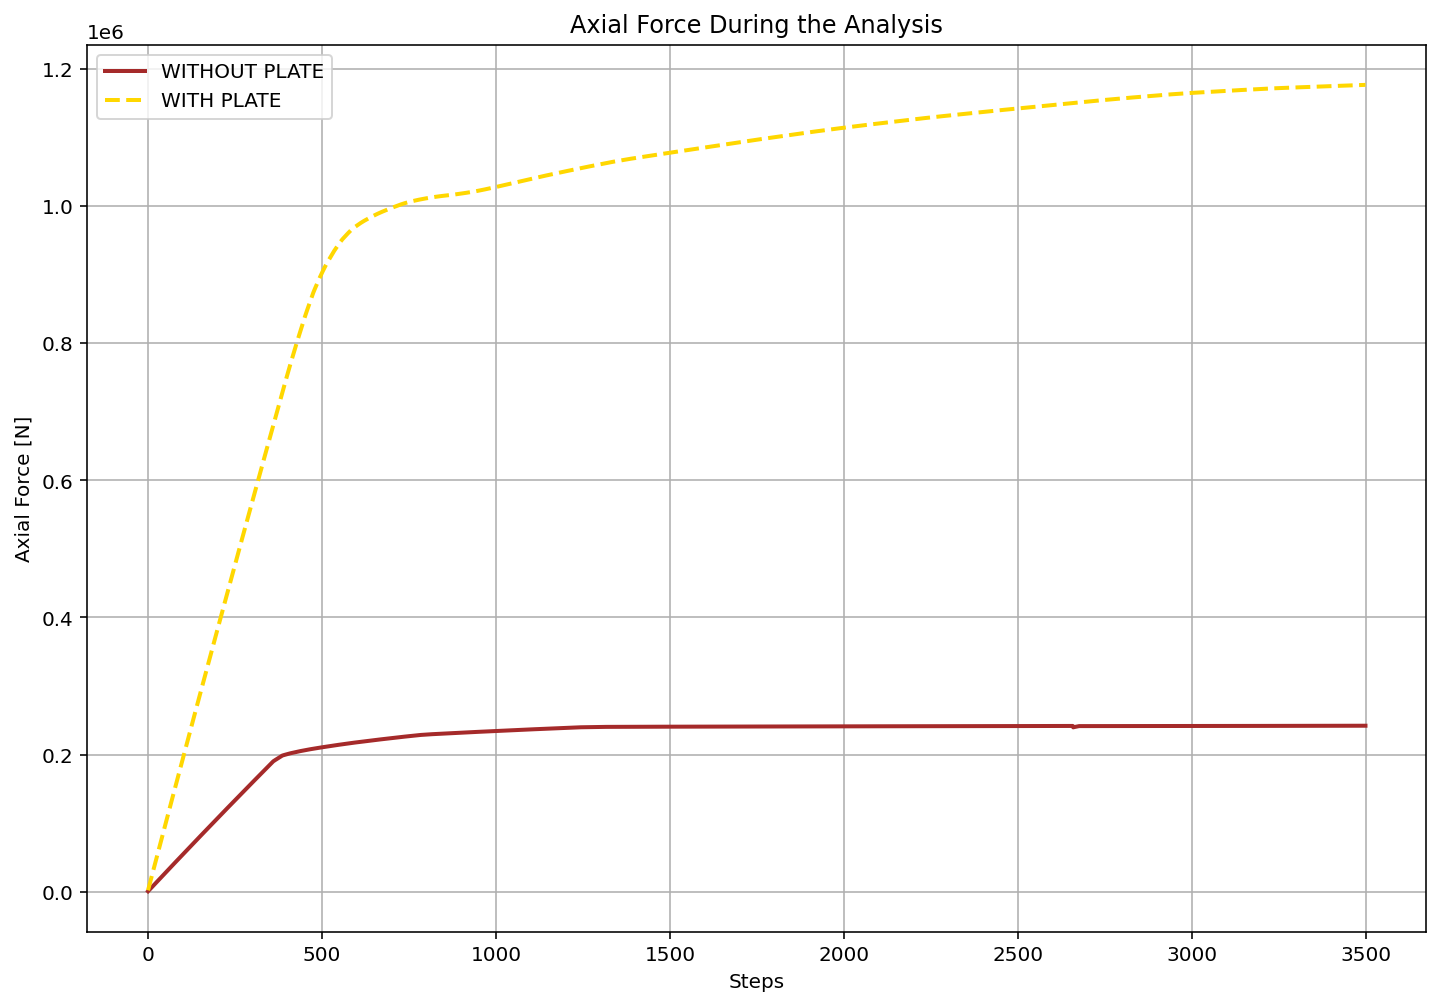 Axial Force During the Analysis
1e6
WITHOUT PLATE
WITH PLATE
1.2
1.0
0.8
0.6
0.4
0.2
0.0
Axial Force [N]
0 500 1000 1500 2000 2500 3000 3500
Steps